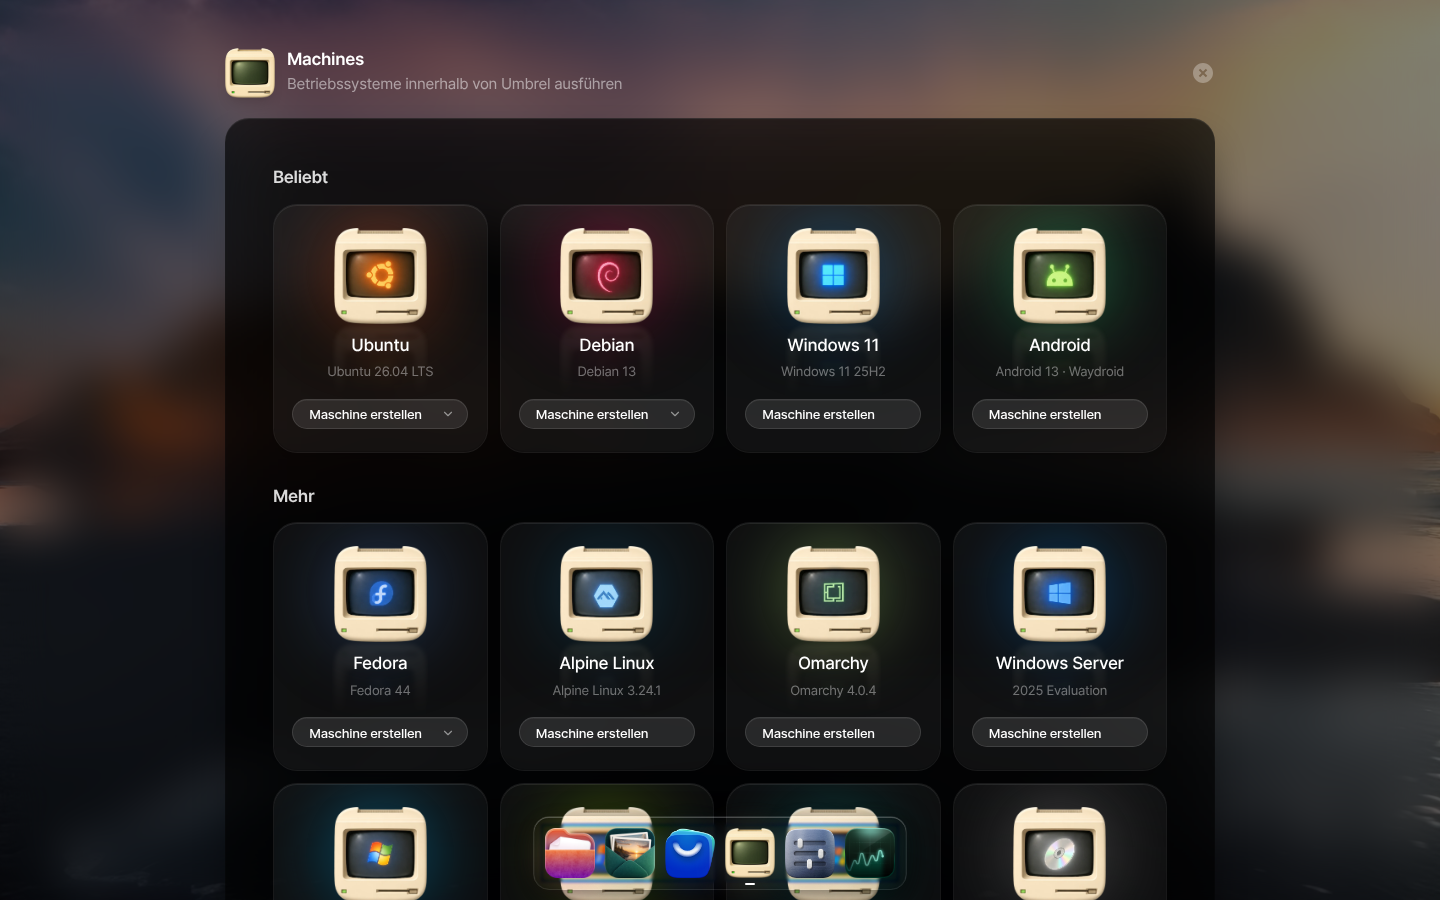 Machines
Betriebssysteme innerhalb von Umbrel ausführen
Beliebt
Ubuntu
Ubuntu 26.04 LTS
Maschine erstellen
Debian
Debian 13
Maschine erstellen
Windows 11
Windows 11 25H2
Maschine erstellen
Android
Android 13 · Waydroid
Maschine erstellen
Mehr
Fedora
Fedora 44
Maschine erstellen
Alpine Linux
Alpine Linux 3.24.1
Maschine erstellen
Omarchy
Omarchy 4.0.4
Maschine erstellen
Windows Server
2025 Evaluation
Maschine erstellen